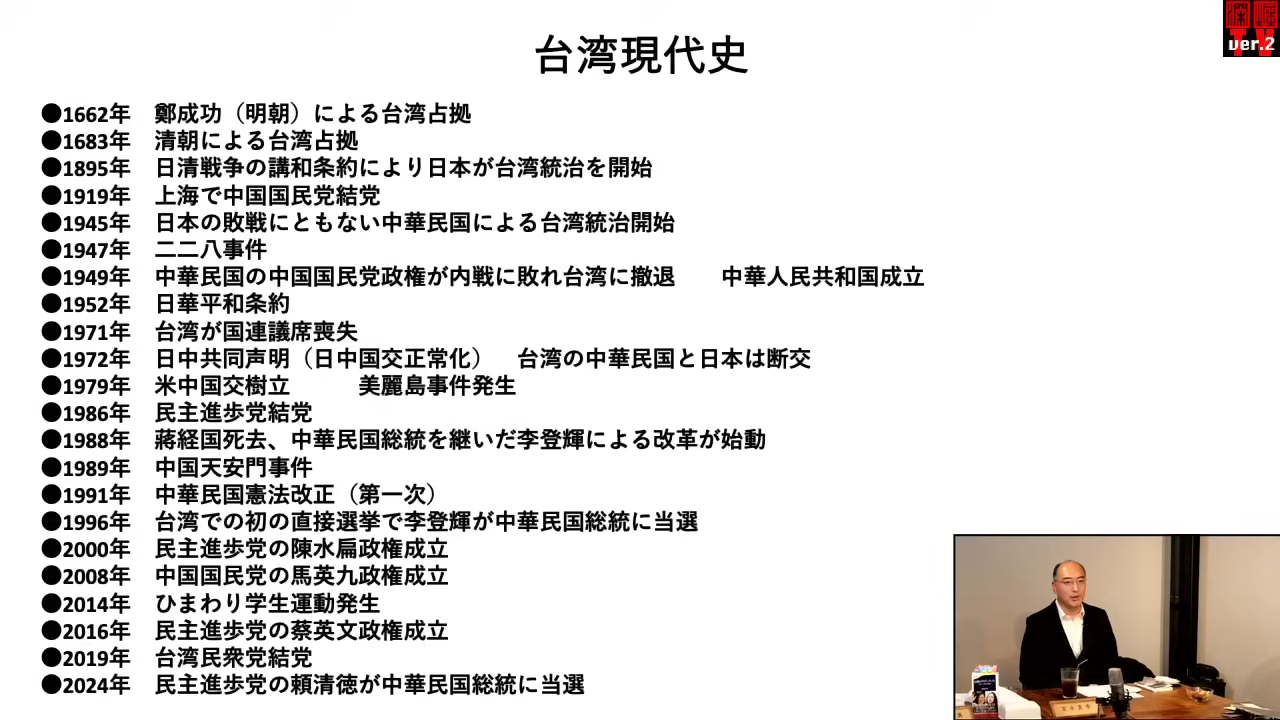 台湾現代史
ver.2
●1662年 鄭成功（明朝）による台湾占拠
●1683年 清朝による台湾占拠
●1895年 日清戦争の講和条約により日本が台湾統治を開始
●1919年 上海で中国国民党結党
●1945年 日本の敗戦にともない中華民国による台湾統治開始
●1947年 二二八事件
●1949年 中華民国の中国国民党政権が内戦に敗れ台湾に撤退 中華人民共和国成立
●1952年 日華平和条約
●1971年 台湾が国連議席喪失
●1972年 日中共同声明（日中国交正常化） 台湾の中華民国と日本は断交
●1979年 米中国交樹立 美麗島事件発生
●1986年 民主進歩党結党
●1988年 蔣経国死去、中華民国総統を継いだ李登輝による改革が始動
●1989年 中国天安門事件
●1991年 中華民国憲法改正（第一次）
●1996年 台湾での初の直接選挙で李登輝が中華民国総統に当選
●2000年 民主進歩党の陳水扁政権成立
●2008年 中国国民党の馬英九政権成立
●2014年 ひまわり学生運動発生
●2016年 民主進歩党の蔡英文政権成立
●2019年 台湾民衆党結党
●2024年 民主進歩党の頼清徳が中華民国総統に当選